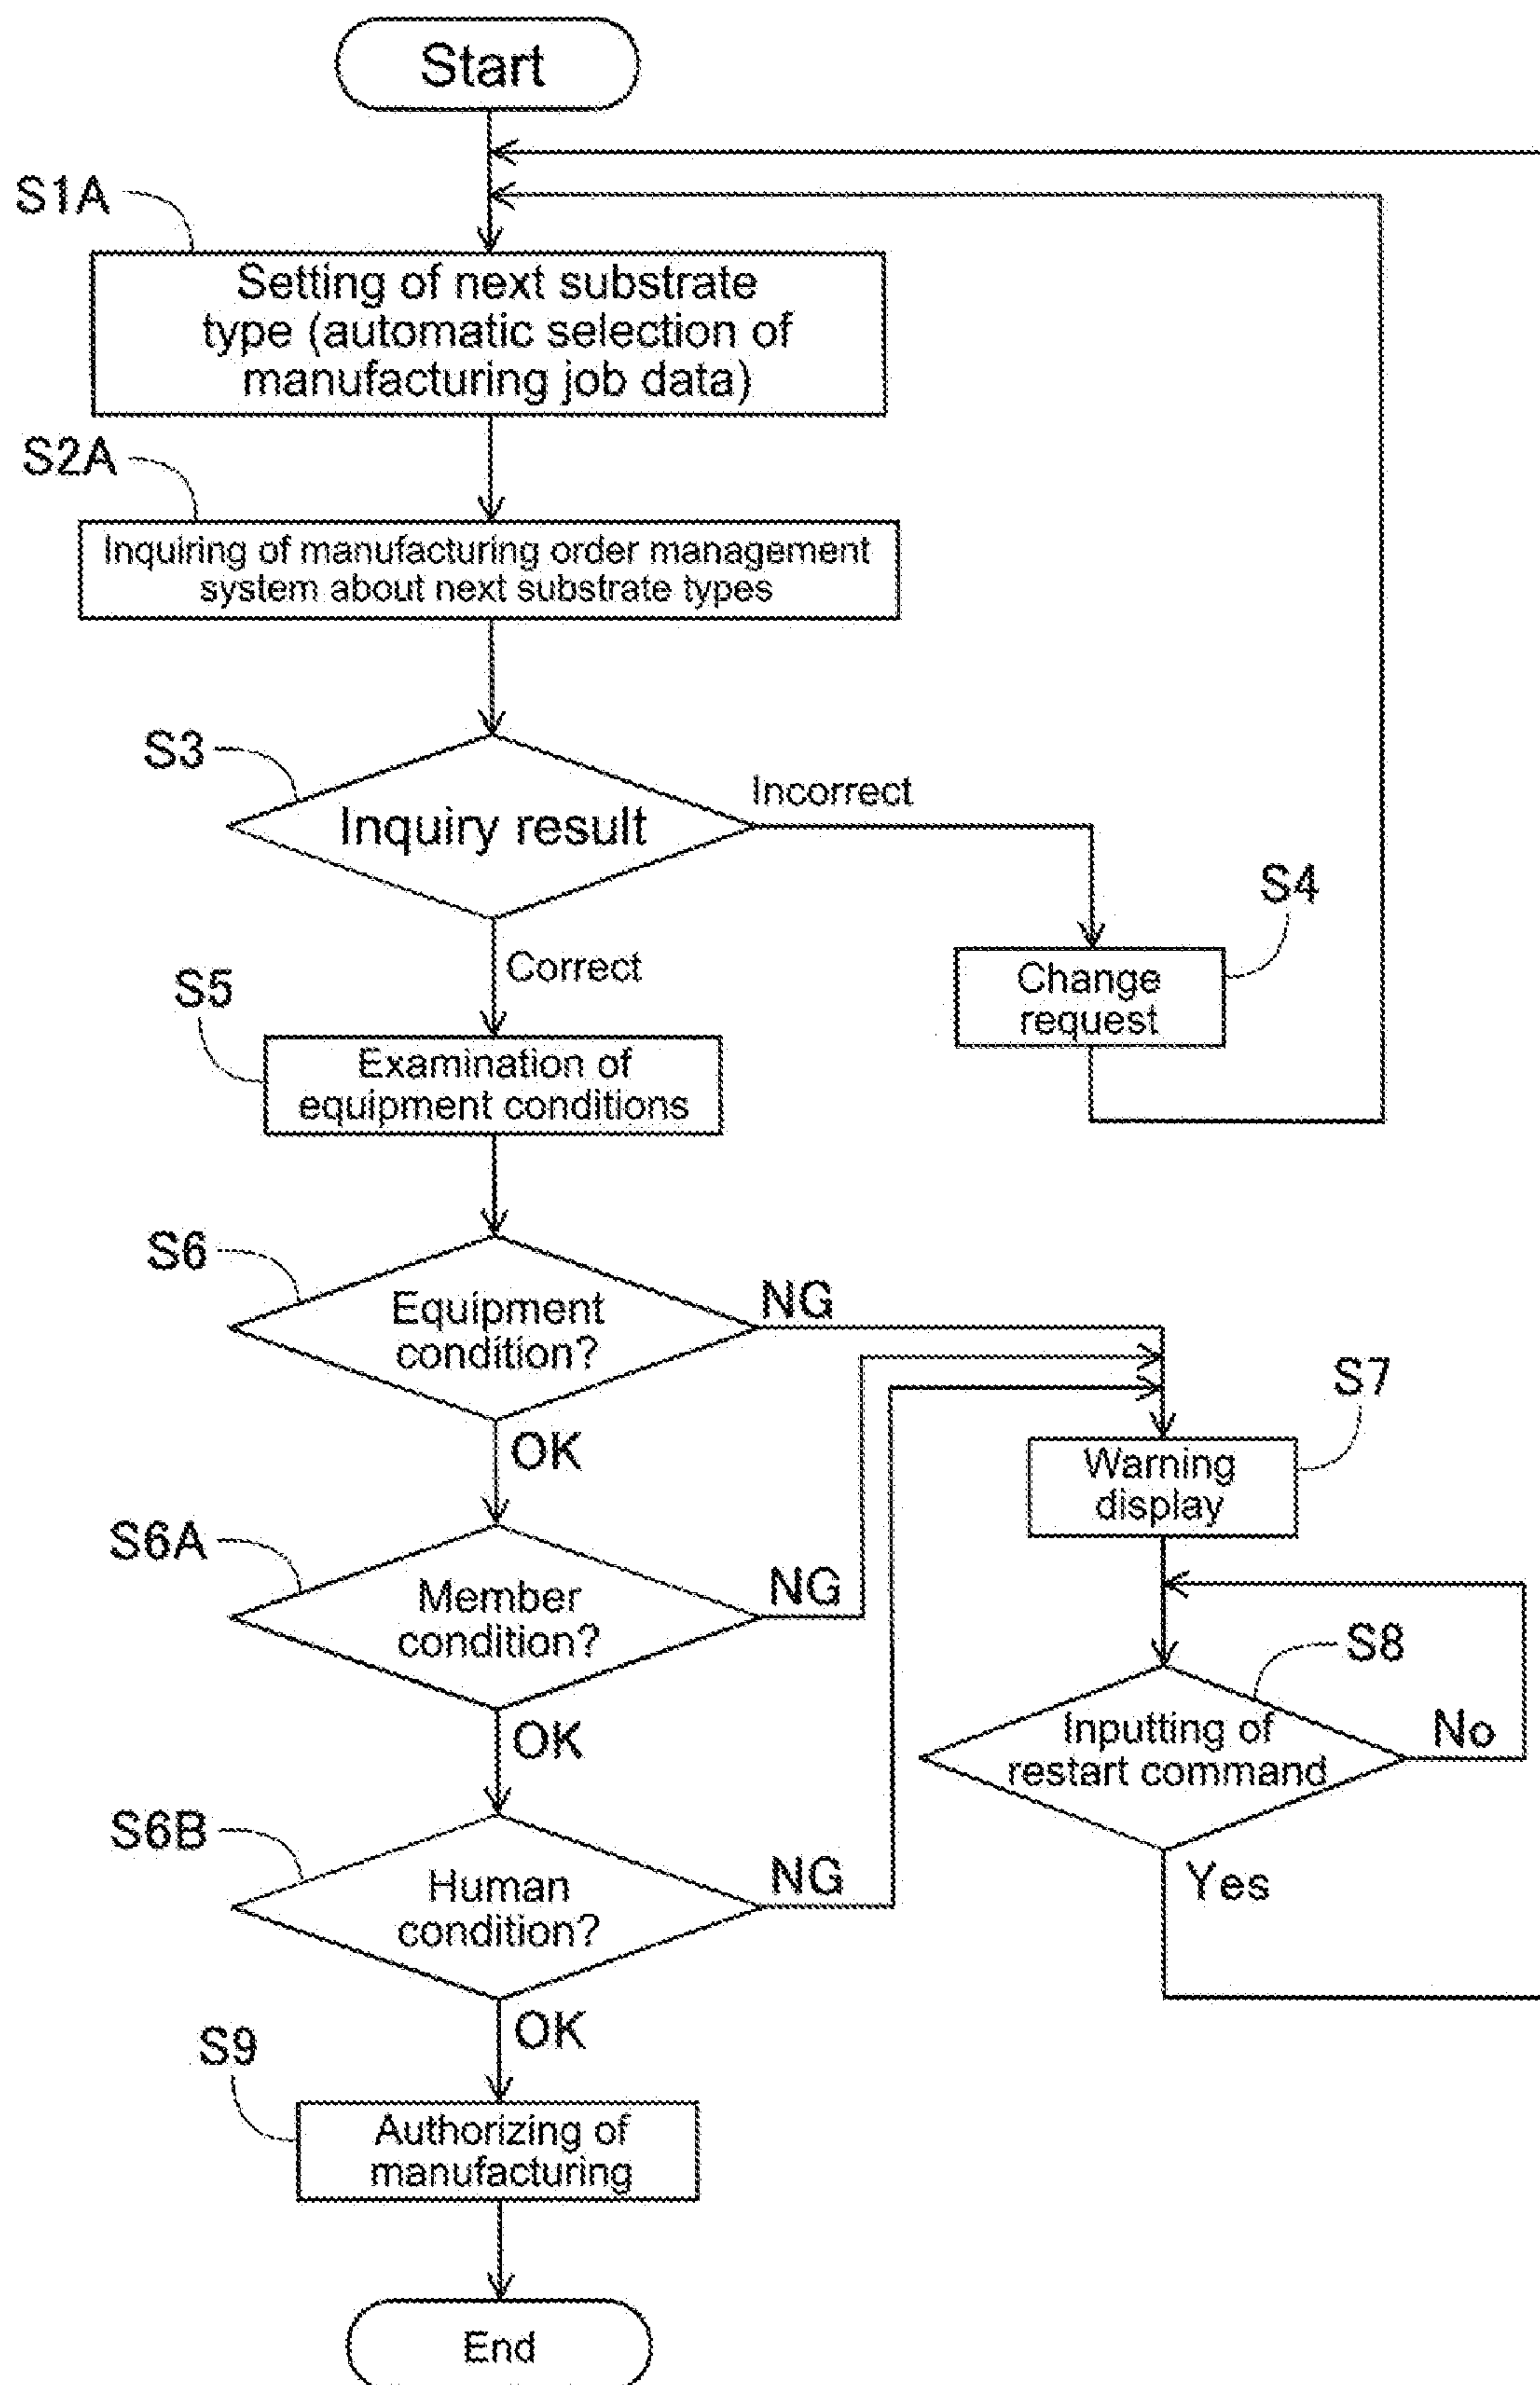 Start
S1A
Setting of next substrate
type (automatic selection of
manufacturing job data)
S2A
Inquiring of manufacturing order management
system about next substrate types
S3
Inquiry result
Incorrect
S4
Change
request
Correct
S5
Examination of
equipment conditions
S6
Equipment
condition?
NG
OK
S7
Warning
display
S6A
Member
condition?
NG
OK
S8
Inputting of
restart command
No
Yes
S6B
Human
condition?
NG
OK
S9
Authorizing of
manufacturing
End